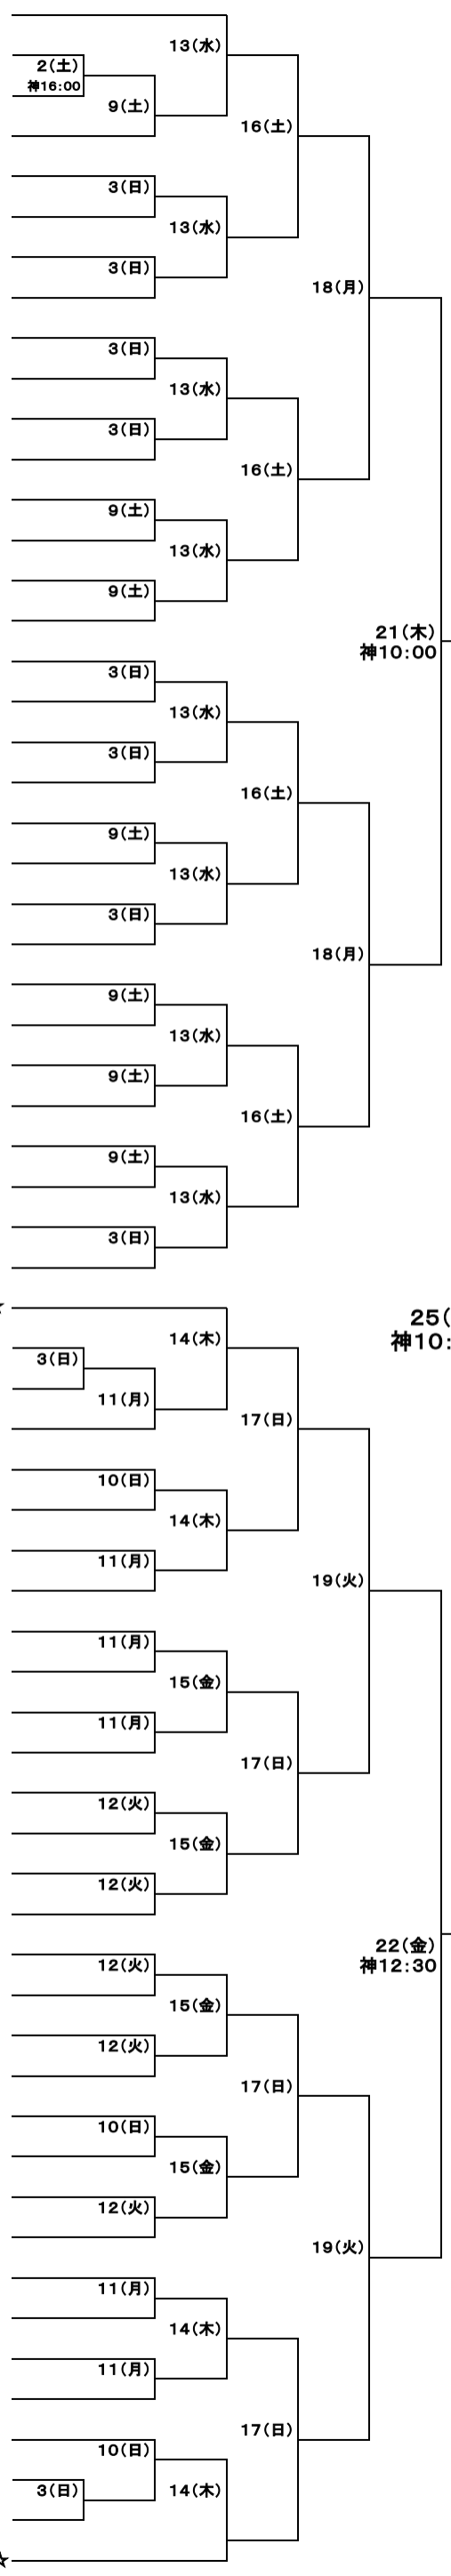 13(水)
2(土)
神16:00
9(土)
16(土)
3(日)
13(水)
3(日)
18(月)
3(日)
13(水)
3(日)
16(土)
9(土)
13(水)
9(土)
21(木)
神10:00
3(日)
13(水)
3(日)
16(土)
9(土)
13(水)
3(日)
18(月)
9(土)
13(水)
9(土)
16(土)
9(土)
13(水)
3(日)
25(
神10:
14(木)
3(日)
11(月)
17(日)
10(日)
14(木)
11(月)
19(火)
11(月)
15(金)
11(月)
17(日)
12(火)
15(金)
12(火)
22(金)
神12:30
12(火)
15(金)
12(火)
17(日)
10(日)
15(金)
12(火)
19(火)
11(月)
14(木)
11(月)
17(日)
10(日)
3(日)
14(木)